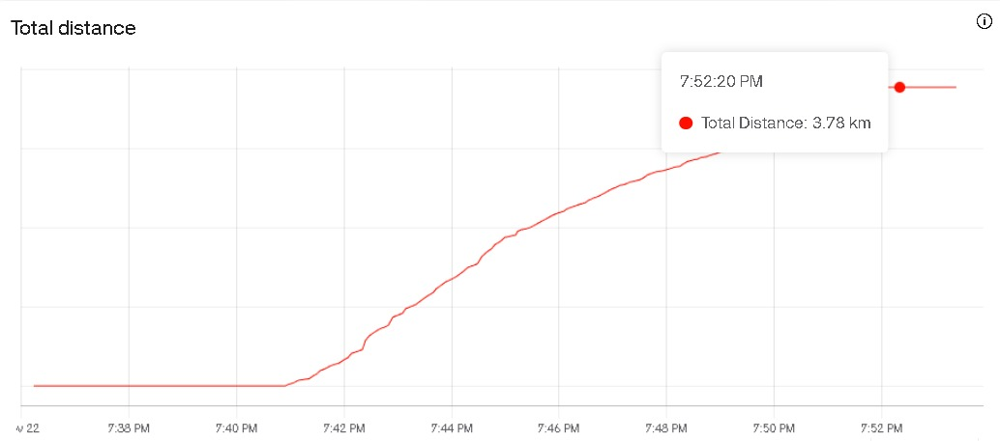 Total distance
7:52:20 PM
Total Distance: 3.78 km
22 7:38 PM 7:40 PM 7:42 PM 7:44 PM 7:46 PM 7:48 PM 7:50 PM 7:52 PM